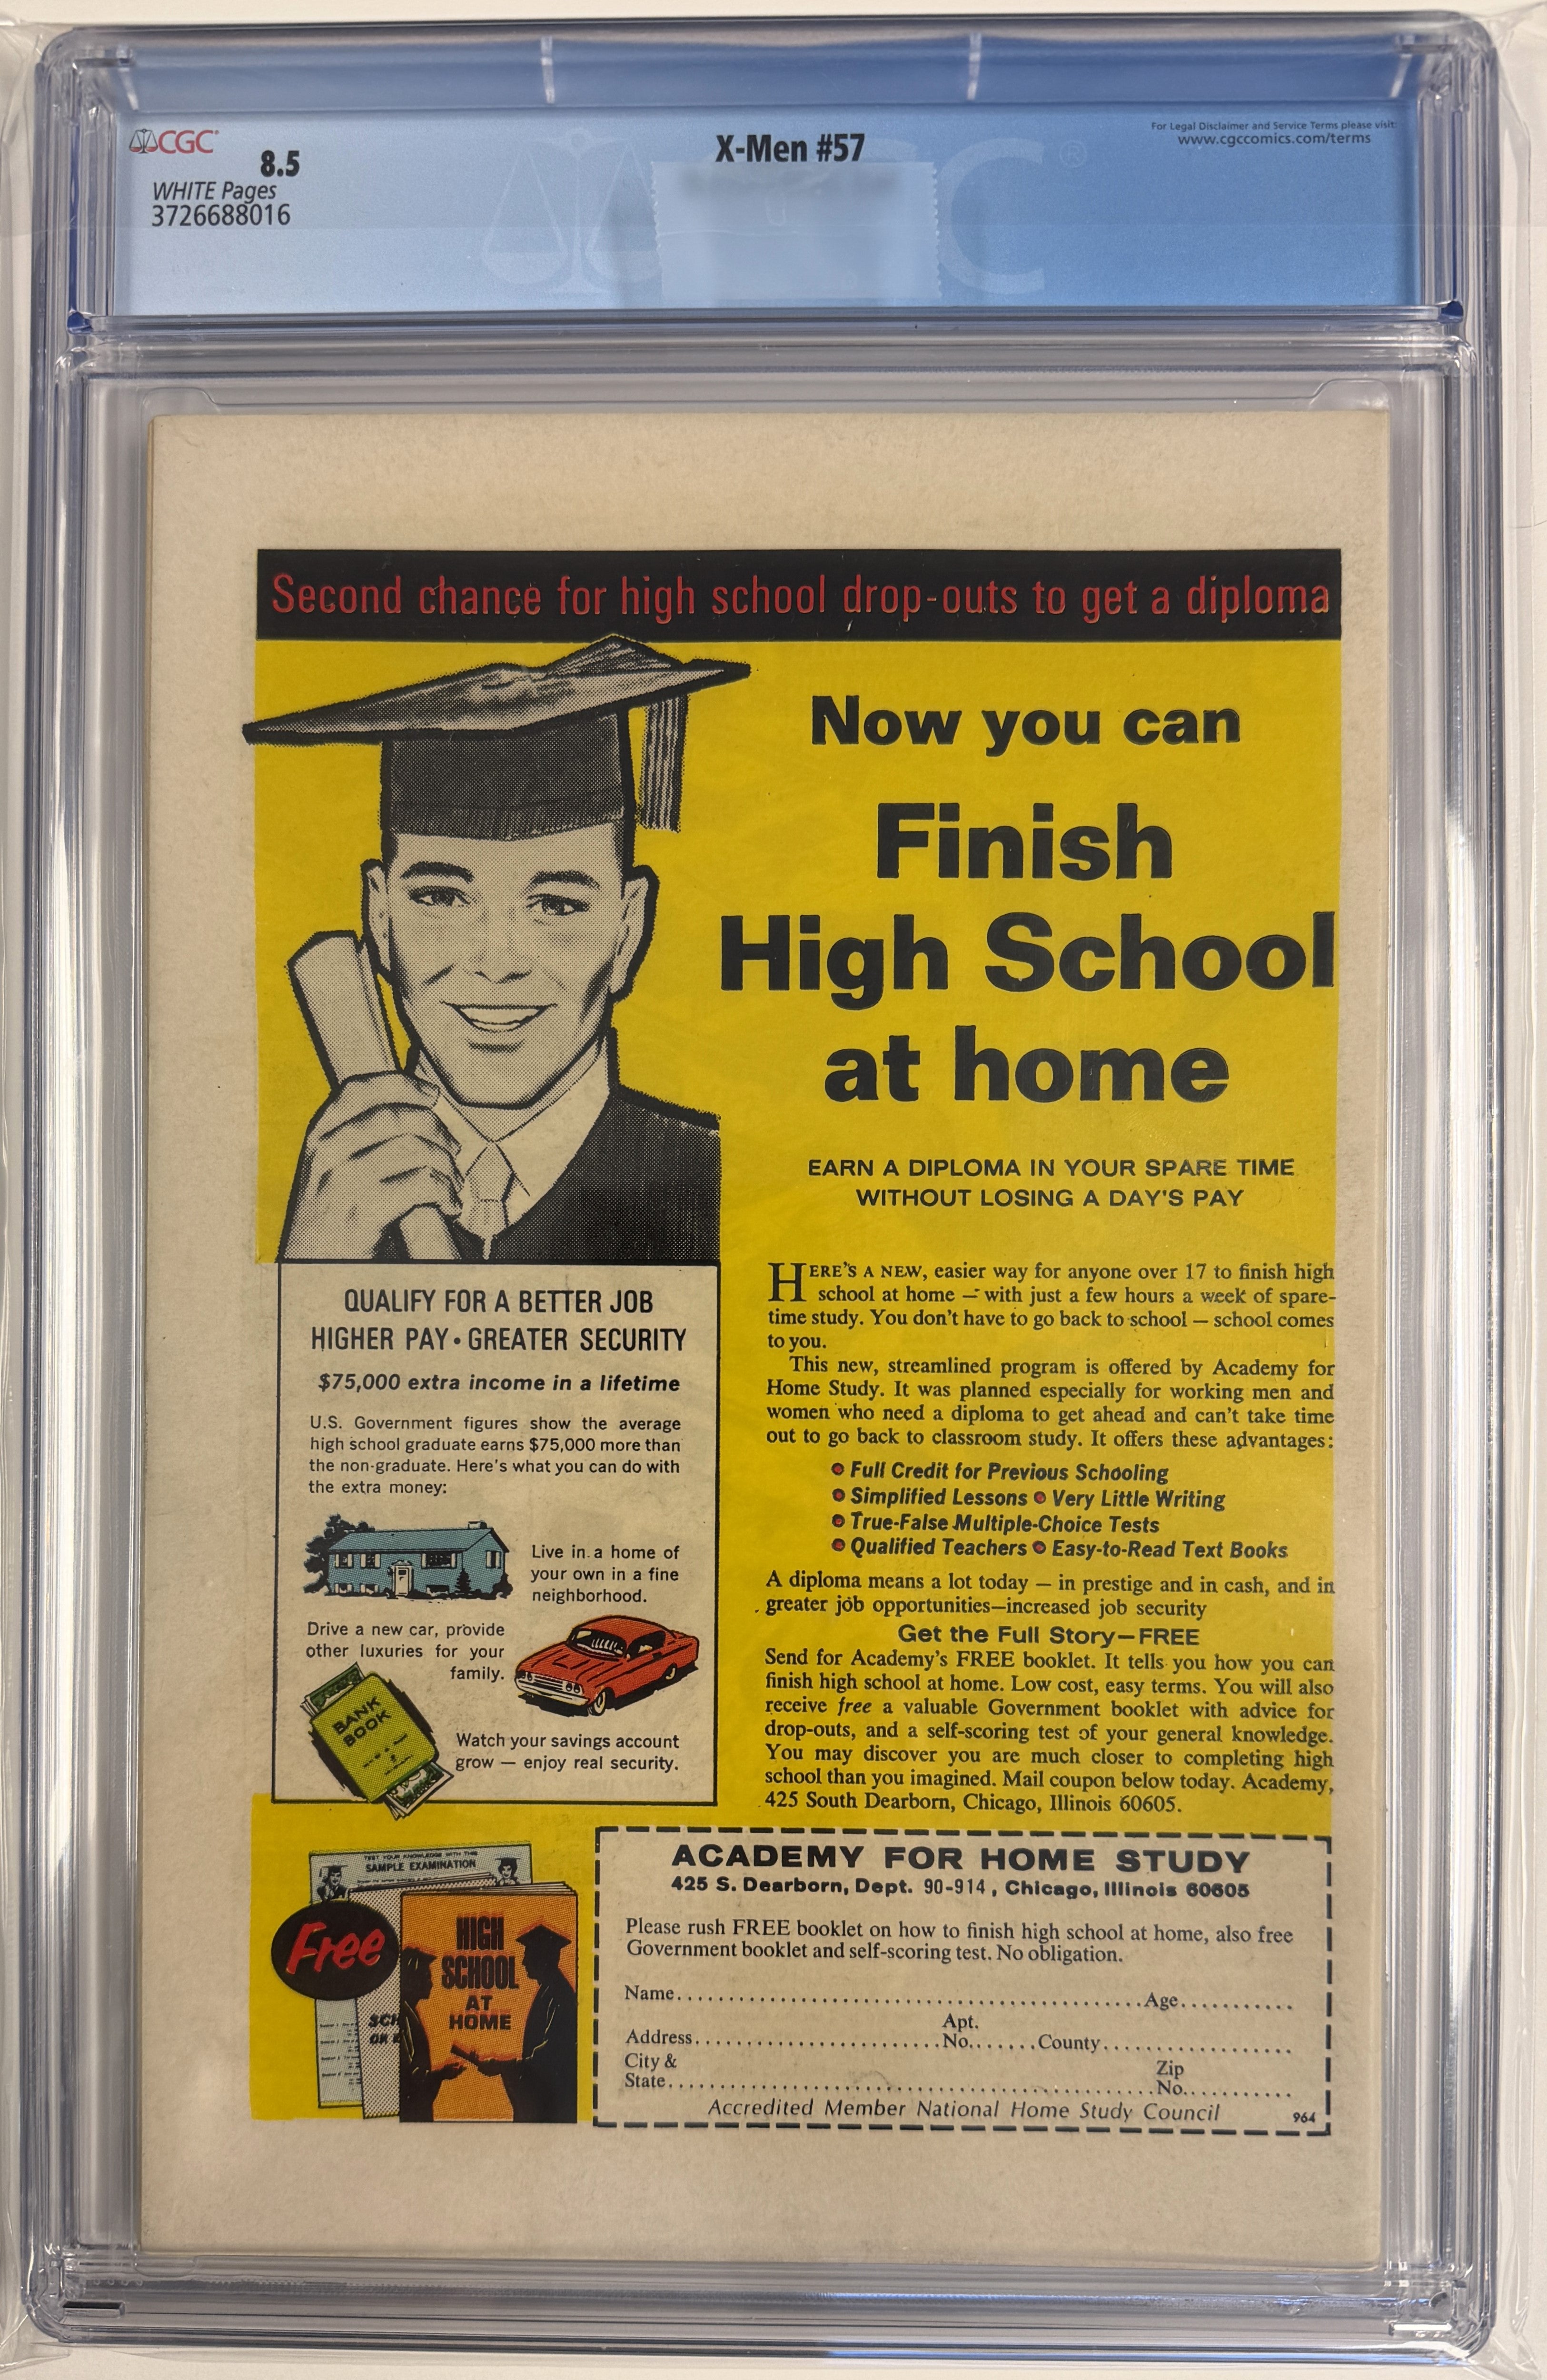 CGC
8.5
WHITE Pages
3726688016
X-Men #57
For Legal Disclaimer and Service Terms please visit:
www.cgccomics.com/terms
Second chance for high school drop-outs to get a diploma
Now you can
Finish
High School
at home
EARN A DIPLOMA IN YOUR SPARE TIME
WITHOUT LOSING A DAY'S PAY
QUALIFY FOR A BETTER JOB
HIGHER PAY • GREATER SECURITY
$75,000 extra income in a lifetime
U.S. Government figures show the average
high school graduate earns $75,000 more than
the non-graduate. Here's what you can do with
the extra money:
Live in a home of
your own in a fine
neighborhood.
Drive a new car, provide
other luxuries for your
family.
BANK
BOOK
Watch your savings account
grow — enjoy real security.
HERE'S A NEW, easier way for anyone over 17 to finish high
school at home — with just a few hours a week of spare-
time study. You don't have to go back to school — school comes
to you.
This new, streamlined program is offered by Academy for
Home Study. It was planned especially for working men and
women who need a diploma to get ahead and can't take time
out to go back to classroom study. It offers these advantages:
• Full Credit for Previous Schooling
• Simplified Lessons • Very Little Writing
• True-False Multiple-Choice Tests
• Qualified Teachers • Easy-to-Read Text Books
A diploma means a lot today — in prestige and in cash, and in
greater job opportunities—increased job security
Get the Full Story—FREE
Send for Academy's FREE booklet. It tells you how you can
finish high school at home. Low cost, easy terms. You will also
receive free a valuable Government booklet with advice for
drop-outs, and a self-scoring test of your general knowledge.
You may discover you are much closer to completing high
school than you imagined. Mail coupon below today. Academy,
425 South Dearborn, Chicago, Illinois 60605.
TEST YOUR KNOWLEDGE WITH THIS
SAMPLE EXAMINATION
Free
HIGH
SCHOOL
AT
HOME
ACADEMY FOR HOME STUDY
425 S. Dearborn, Dept. 90-914, Chicago, Illinois 60605
Please rush FREE booklet on how to finish high school at home, also free
Government booklet and self-scoring test. No obligation.
Name Age
Address Apt. No. County
City & State Zip No.
Accredited Member National Home Study Council 964